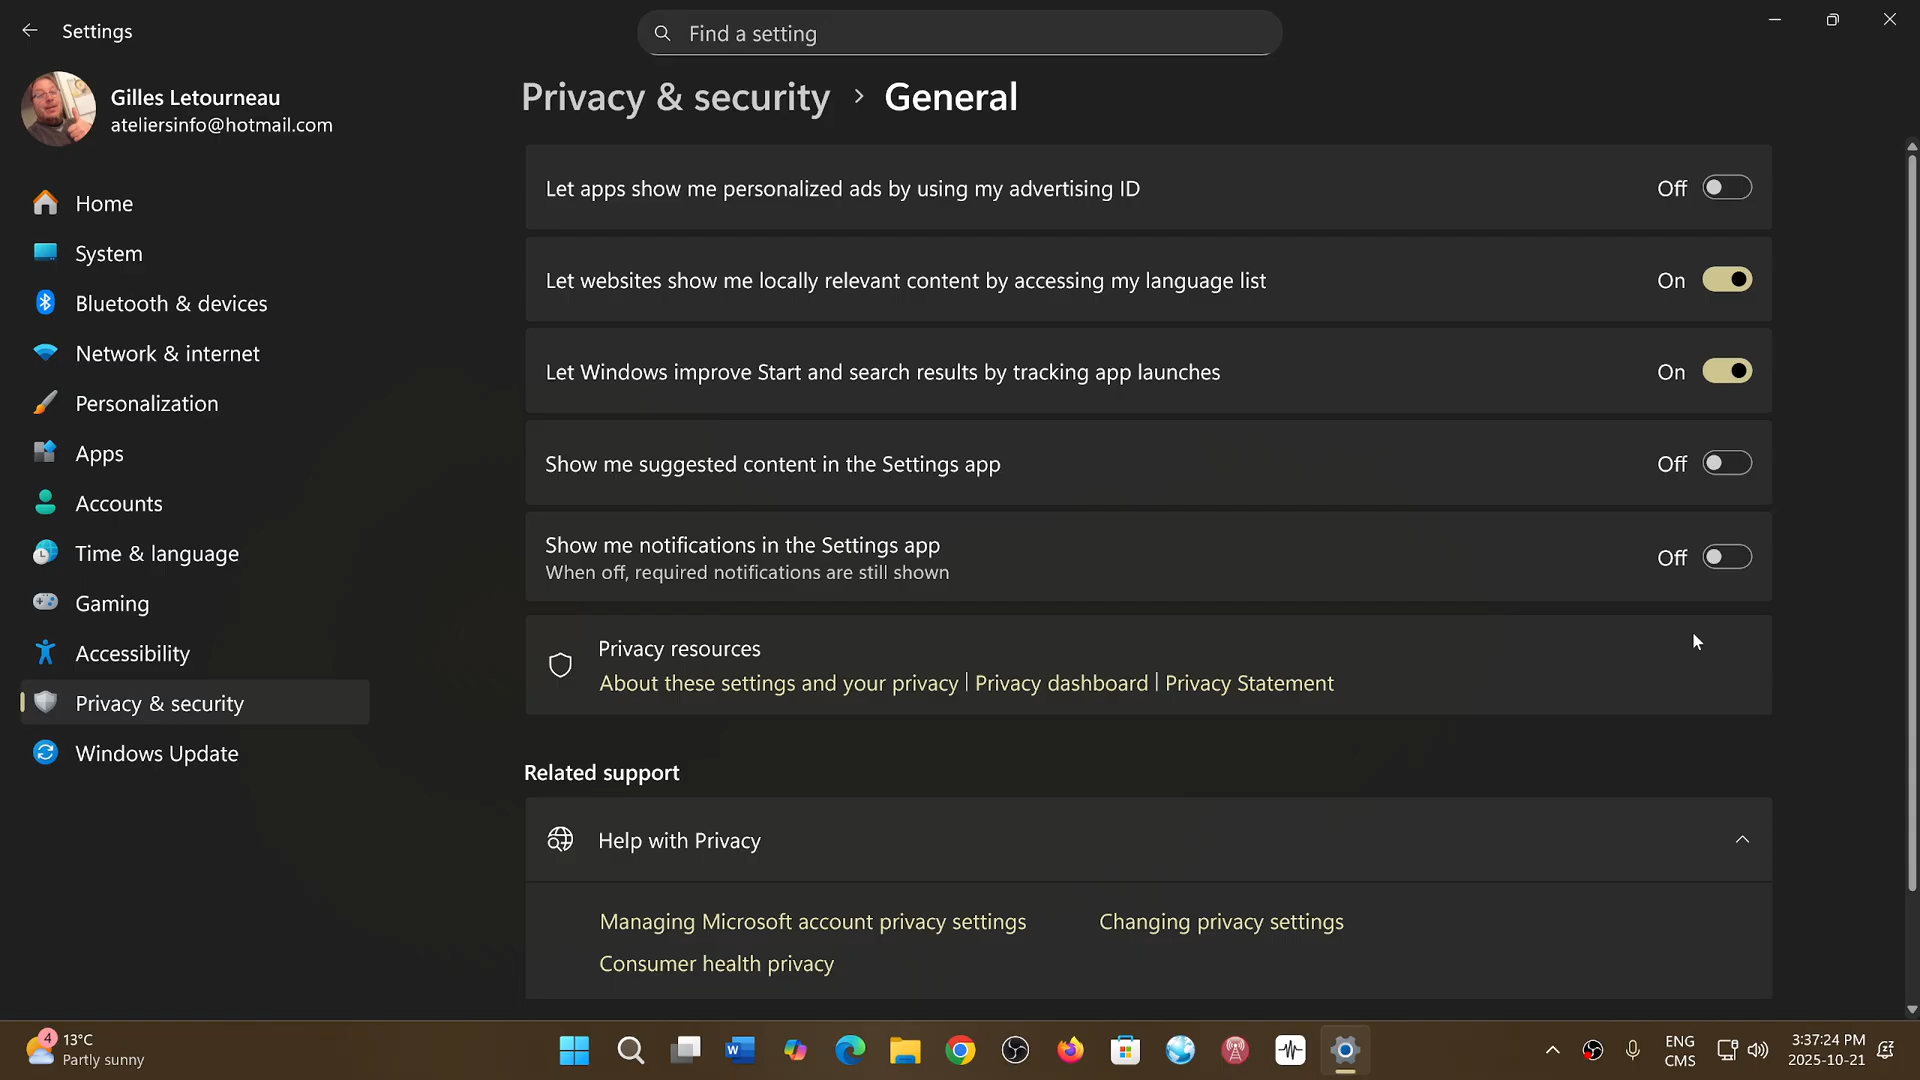 Settings
Find a setting
Gilles Letourneau
ateliersinfo@hotmail.com
Home
System
Bluetooth & devices
Network & internet
Personalization
Apps
Accounts
Time & language
Gaming
Accessibility
Privacy & security
Windows Update
Privacy & security > General
Let apps show me personalized ads by using my advertising ID
Off
Let websites show me locally relevant content by accessing my language list
On
Let Windows improve Start and search results by tracking app launches
On
Show me suggested content in the Settings app
Off
Show me notifications in the Settings app
When off, required notifications are still shown
Off
Privacy resources
About these settings and your privacy | Privacy dashboard | Privacy Statement
Related support
Help with Privacy
Managing Microsoft account privacy settings
Changing privacy settings
Consumer health privacy
4
13°C
Partly sunny
W
ENG
CMS
3:37:24 PM
2025-10-21